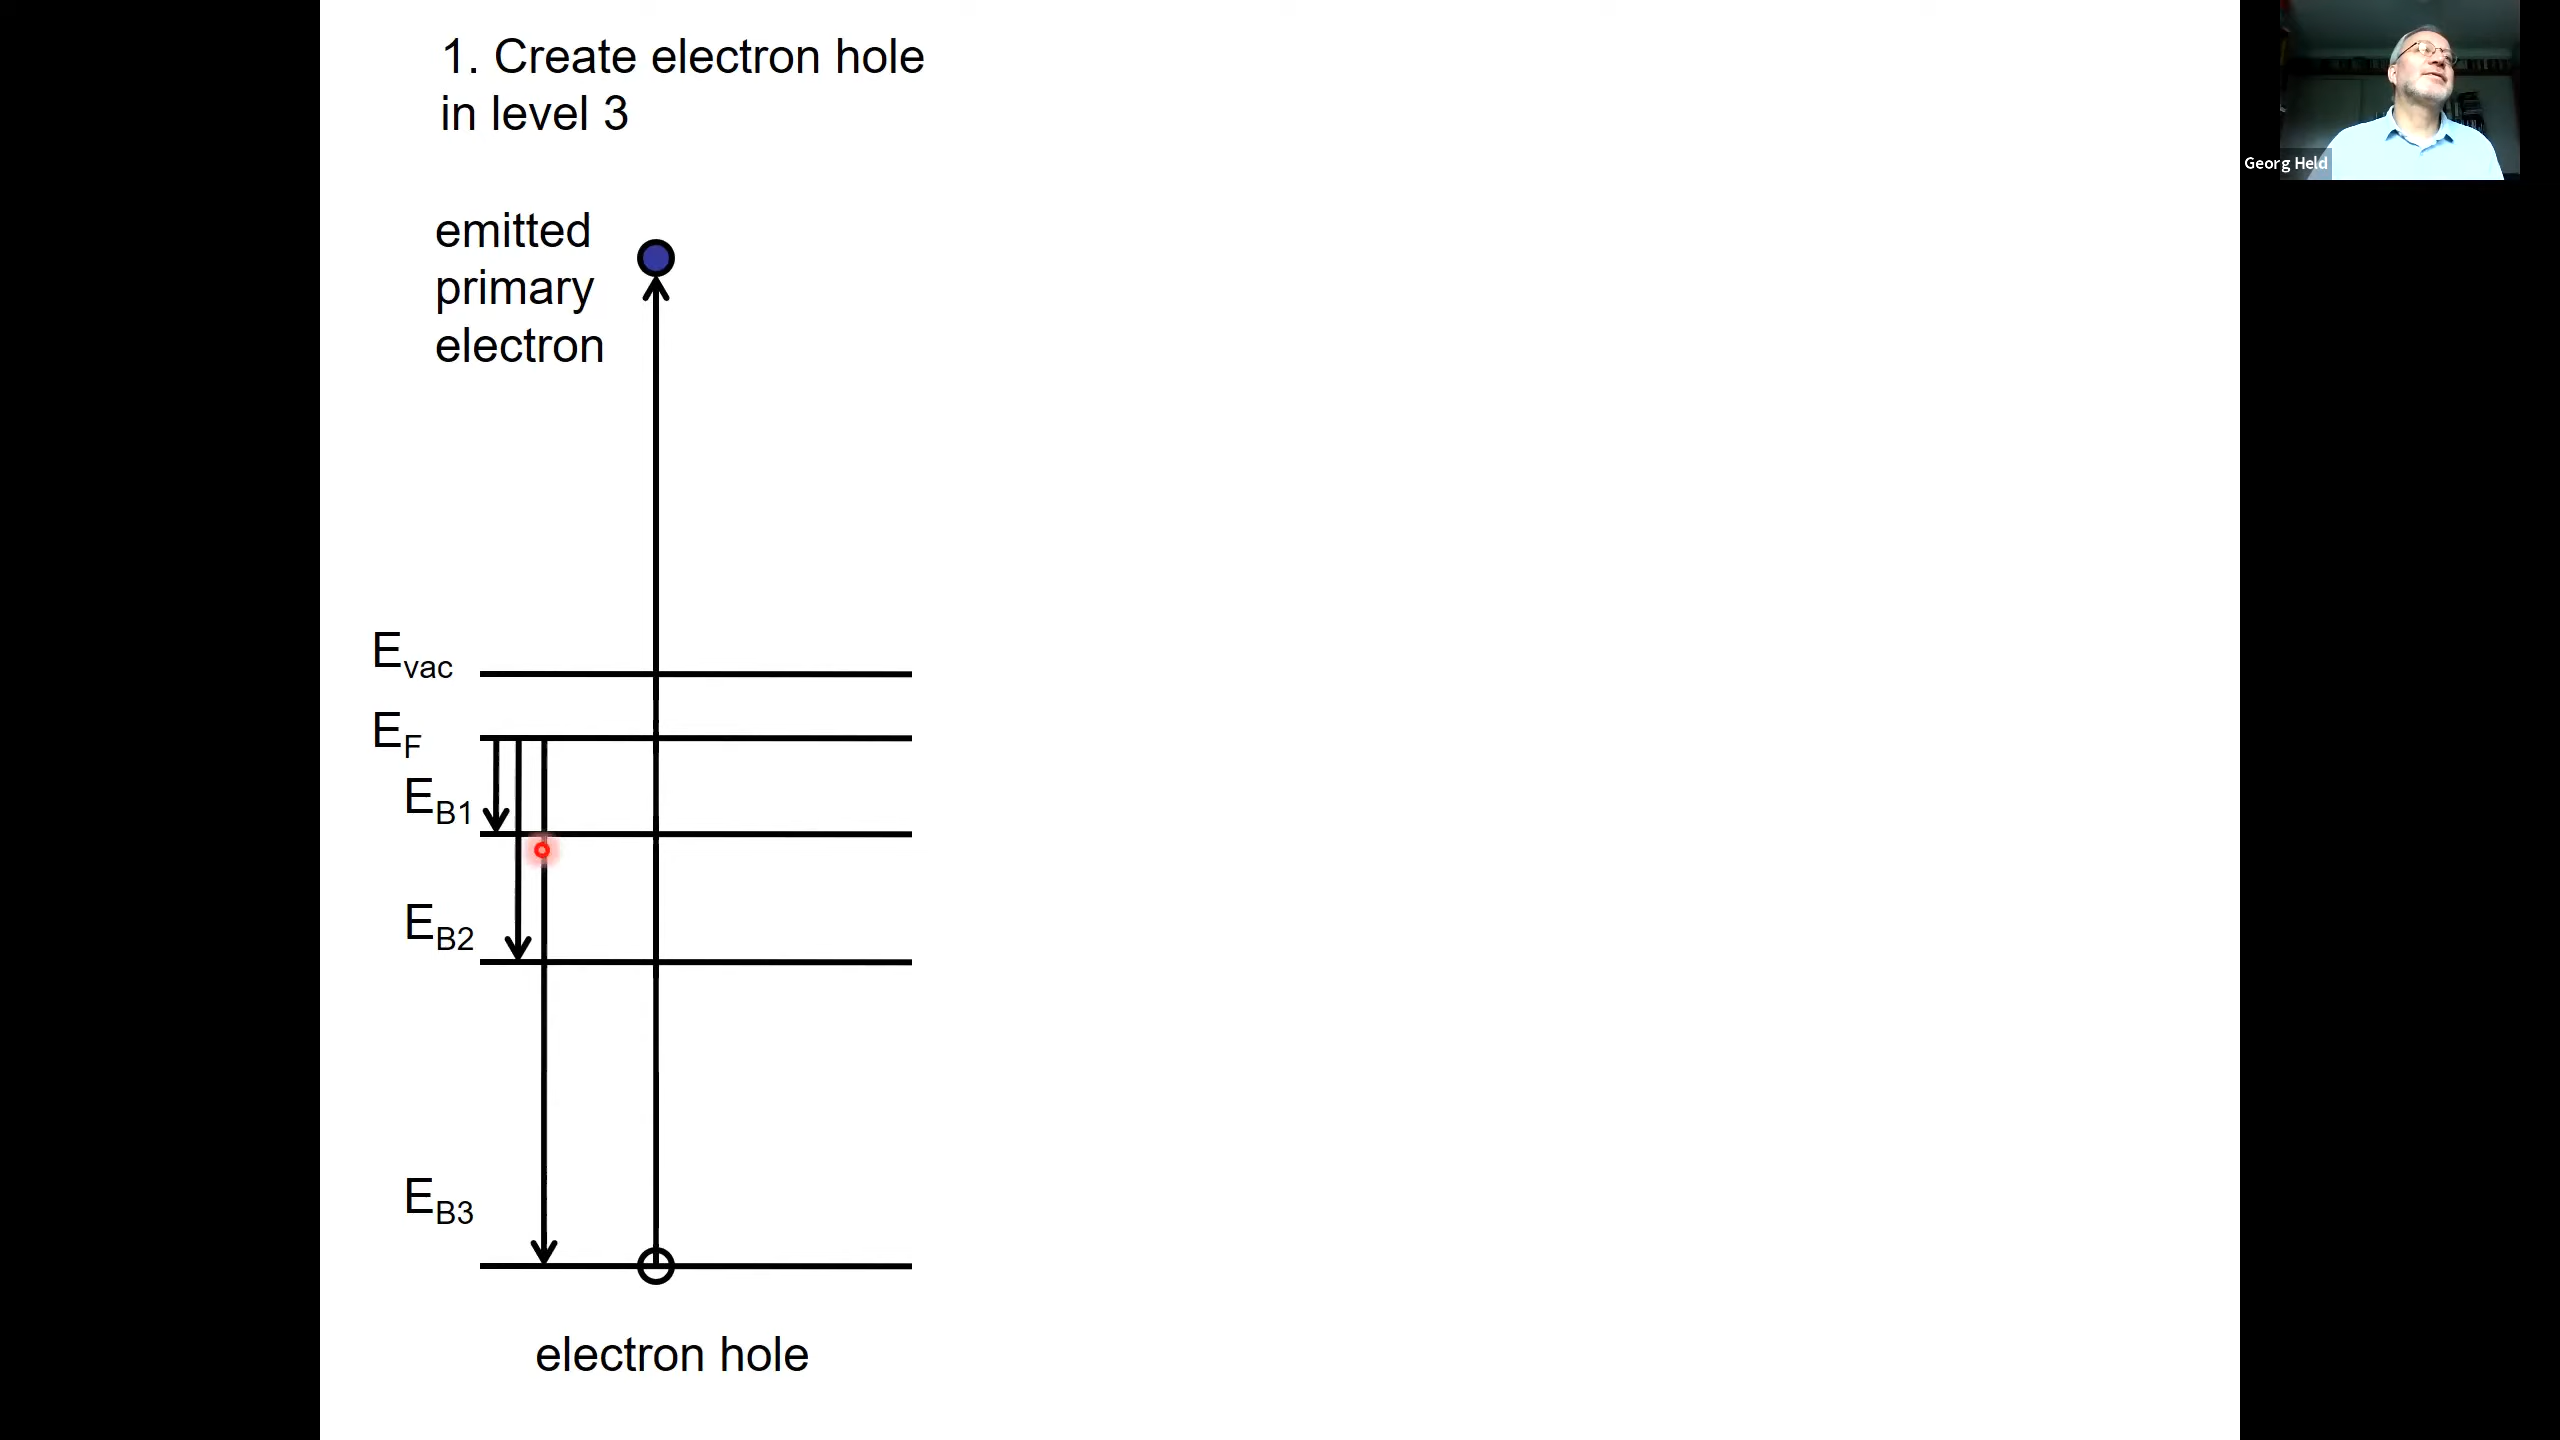 1. Create electron hole
in level 3
Georg Held
emitted
primary
electron
Evac
EF
EB1
EB2
EB3
electron hole